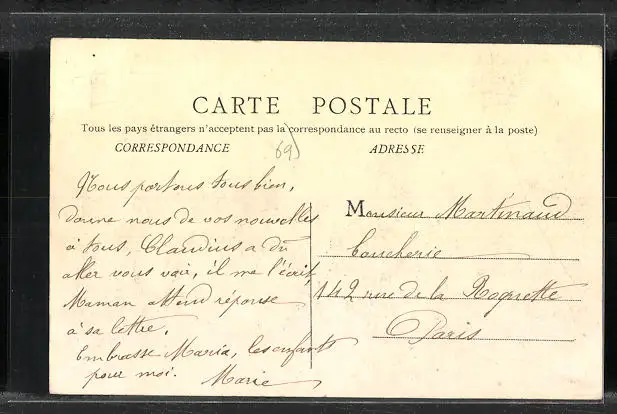 CARTE POSTALE
Tous les pays étrangers n'acceptent pas la correspondance au recto (se renseigner à la poste)
CORRESPONDANCE
69)
ADRESSE
Nous portons tous bien,
donne nous de vos nouvelles
à tous, Claudius a dû
aller vous voir, il me l'écrit,
Maman attend réponse
à sa lettre.
Embrasse Maria, les enfants
pour moi. Marie
Monsieur Martinaud
142 rue de la Roquette
Paris